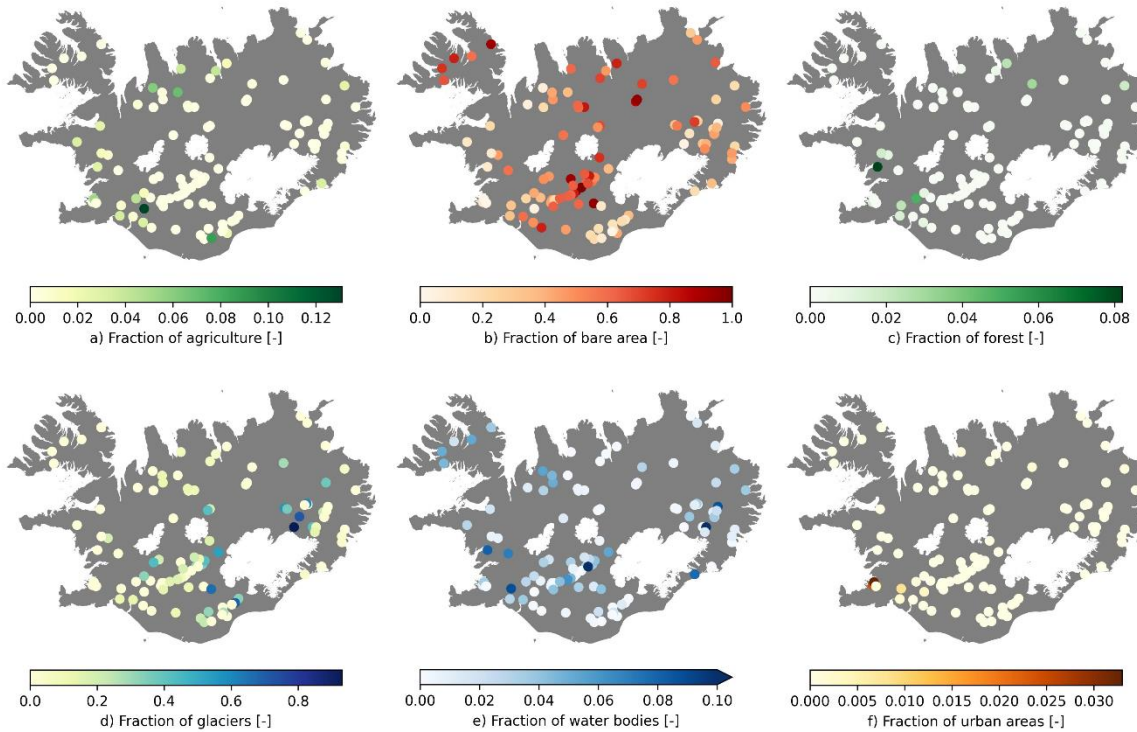 0.00 0.02 0.04 0.06 0.08 0.10 0.12
a) Fraction of agriculture [-]
0.0 0.2 0.4 0.6 0.8 1.0
b) Fraction of bare area [-]
0.00 0.02 0.04 0.06 0.08
c) Fraction of forest [-]
0.0 0.2 0.4 0.6 0.8
d) Fraction of glaciers [-]
0.00 0.02 0.04 0.06 0.08 0.10
e) Fraction of water bodies [-]
0.000 0.005 0.010 0.015 0.020 0.025 0.030
f) Fraction of urban areas [-]